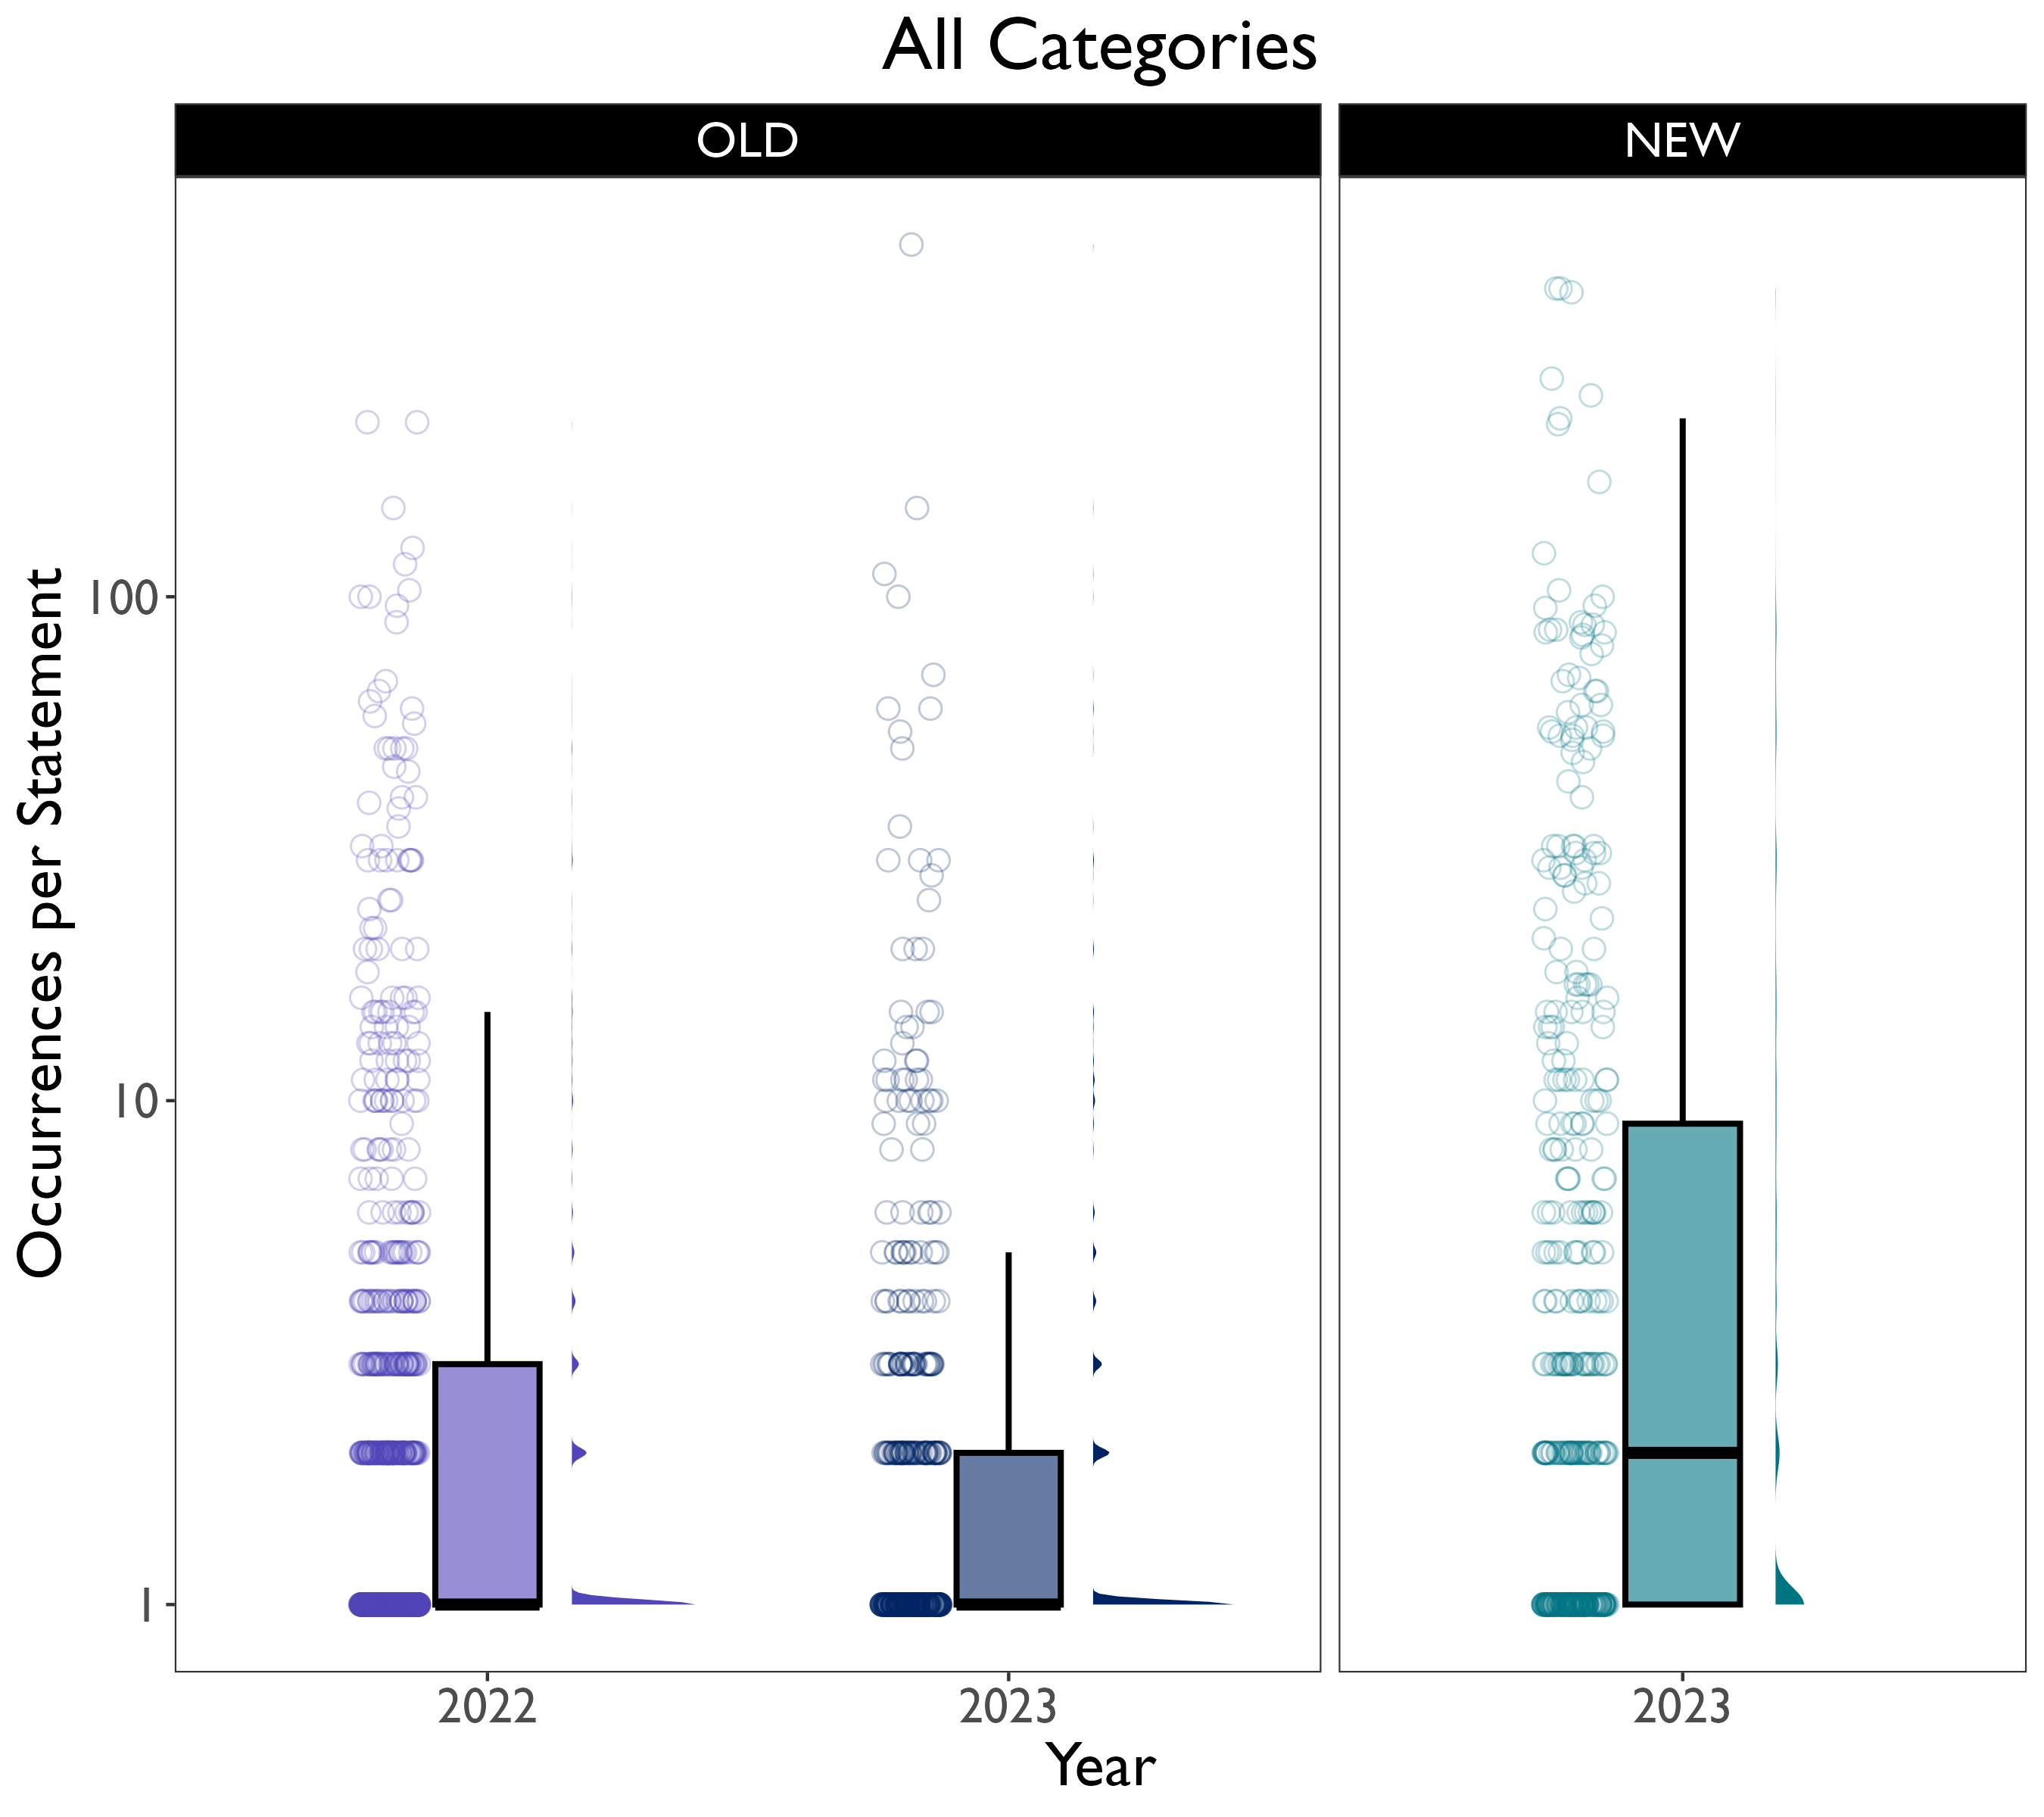 All Categories
OLD
NEW
Occurrences per Statement
100
10
1
2022
2023
2023
Year